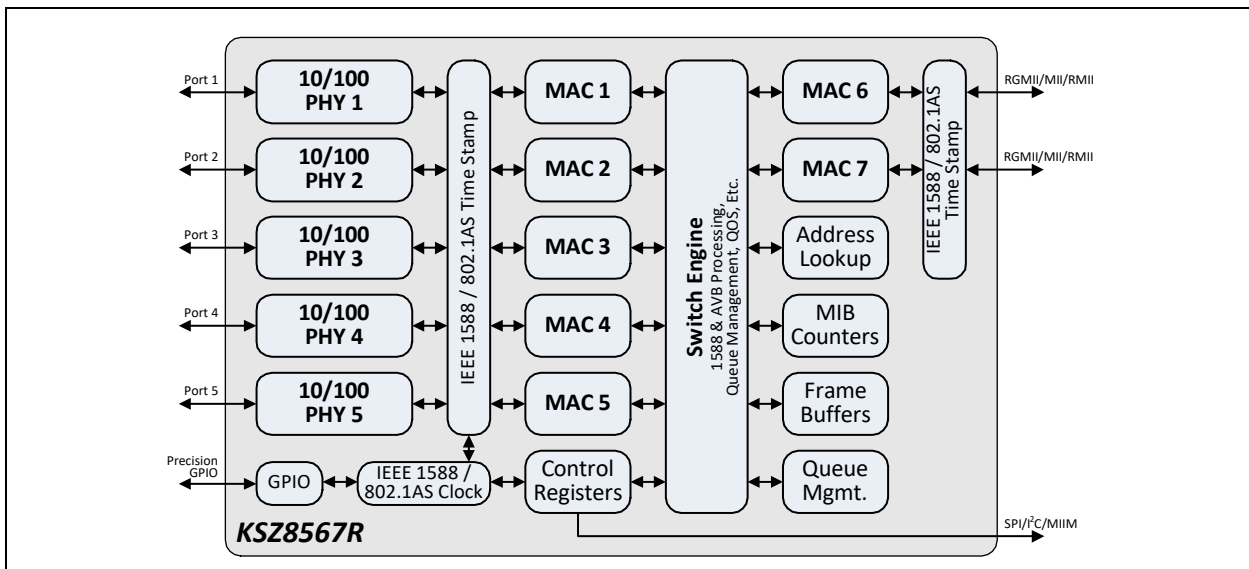 Port 1
10/100
PHY 1
MAC 1
MAC 6
RGMII/MII/RMII
Port 2
10/100
PHY 2
MAC 2
MAC 7
RGMII/MII/RMII
IEEE 1588 / 802.1AS Time Stamp
Switch Engine
1588 & AVB Processing,
Queue Management, QOS, Etc.
IEEE 1588 / 802.1AS
Time Stamp
Port 3
10/100
PHY 3
MAC 3
Address
Lookup
Port 4
10/100
PHY 4
MAC 4
MIB
Counters
Port 5
10/100
PHY 5
MAC 5
Frame
Buffers
Precision
GPIO
GPIO
IEEE 1588 /
802.1AS Clock
Control
Registers
Queue
Mgmt.
KSZ8567R
SPI/I²C/MIIM